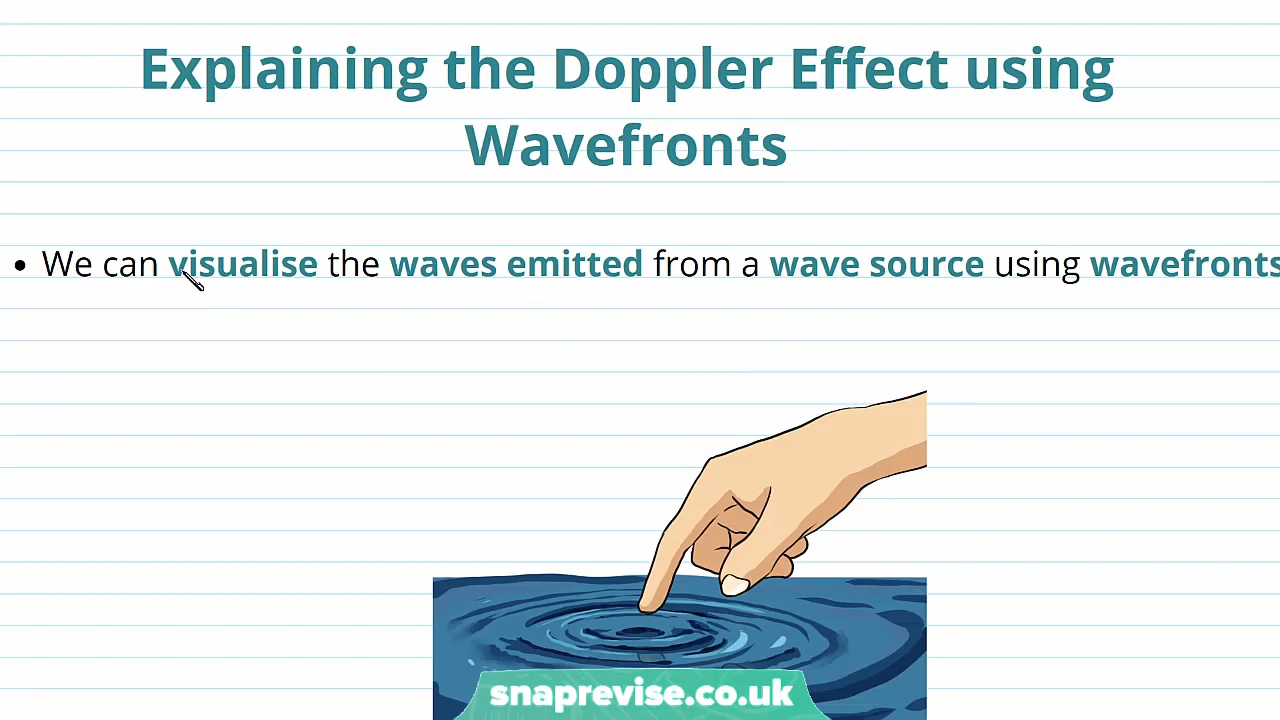 Explaining the Doppler Effect using
Wavefronts
• We can visualise the waves emitted from a wave source using wavefronts
snaprevise.co.uk